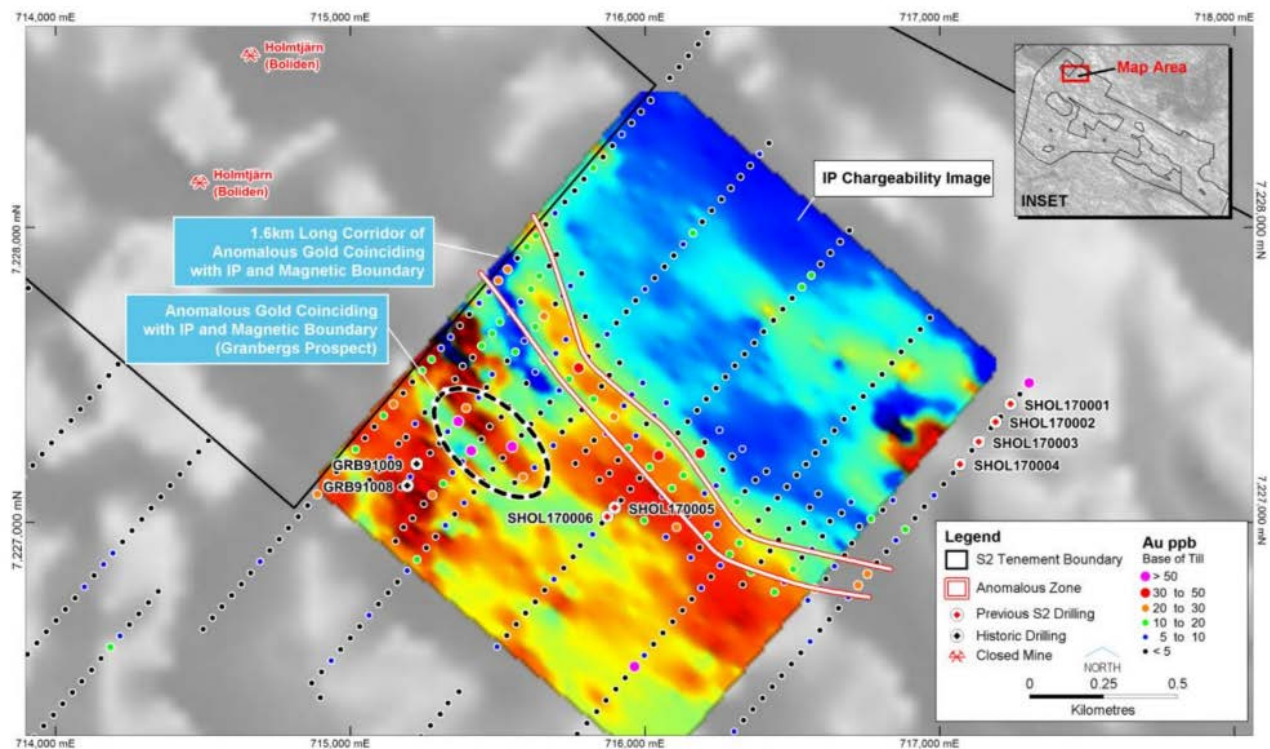 714,000 mE
715,000 mE
716,000 mE
717,000 mE
718,000 mE
Holmtjärn
(Boliden)
Map Area
INSET
Holmtjärn
(Boliden)
IP Chargeability Image
7,228,000 mN
7,228,000 mN
1.6km Long Corridor of
Anomalous Gold Coinciding
with IP and Magnetic Boundary
Anomalous Gold Coinciding
with IP and Magnetic Boundary
(Granbergs Prospect)
SHOL170001
SHOL170002
SHOL170003
SHOL170004
GRB91009
GRB91008
SHOL170005
SHOL170006
7,227,000 mN
7,227,000 mN
Legend
S2 Tenement Boundary
Anomalous Zone
Previous S2 Drilling
Historic Drilling
Closed Mine
Au ppb
Base of Till
> 50
30 to 50
20 to 30
10 to 20
5 to 10
< 5
NORTH
0 0.25 0.5
Kilometres
714,000 mE
715,000 mE
716,000 mE
717,000 mE